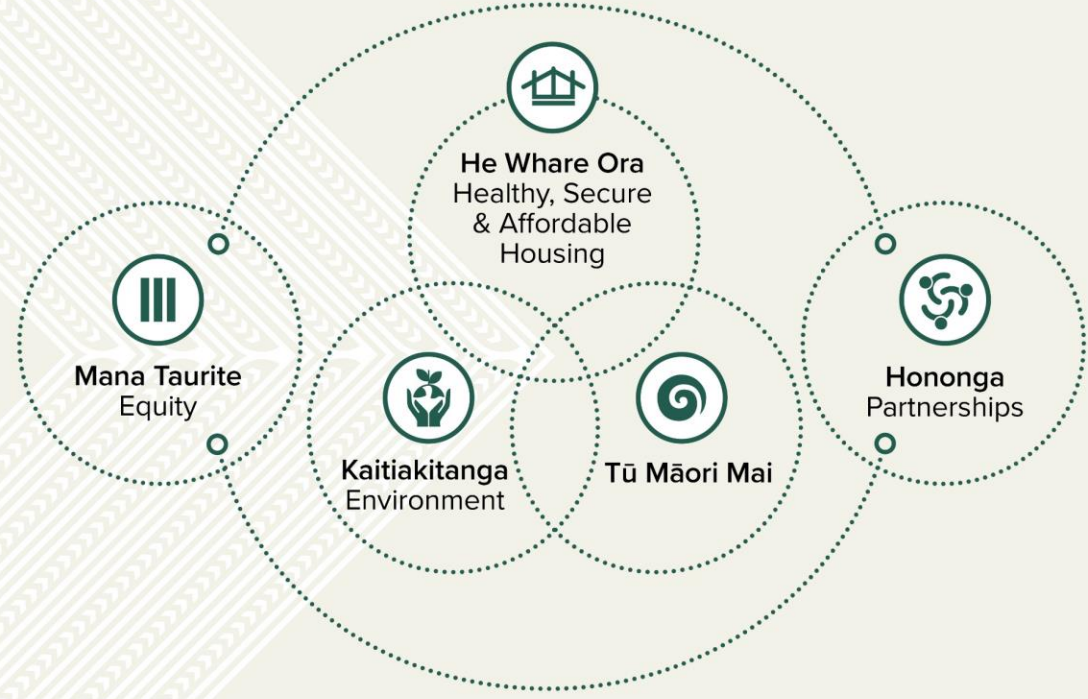 He Whare Ora
Healthy, Secure
& Affordable
Housing
Mana Taurite
Equity
Kaitiakitanga
Environment
Tū Māori Mai
Hononga
Partnerships